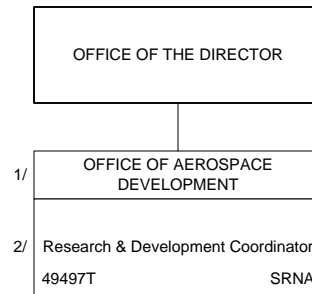 OFFICE OF THE DIRECTOR
1/ OFFICE OF AEROSPACE
DEVELOPMENT
2/ Research & Development Coordinator
49497T SRNA